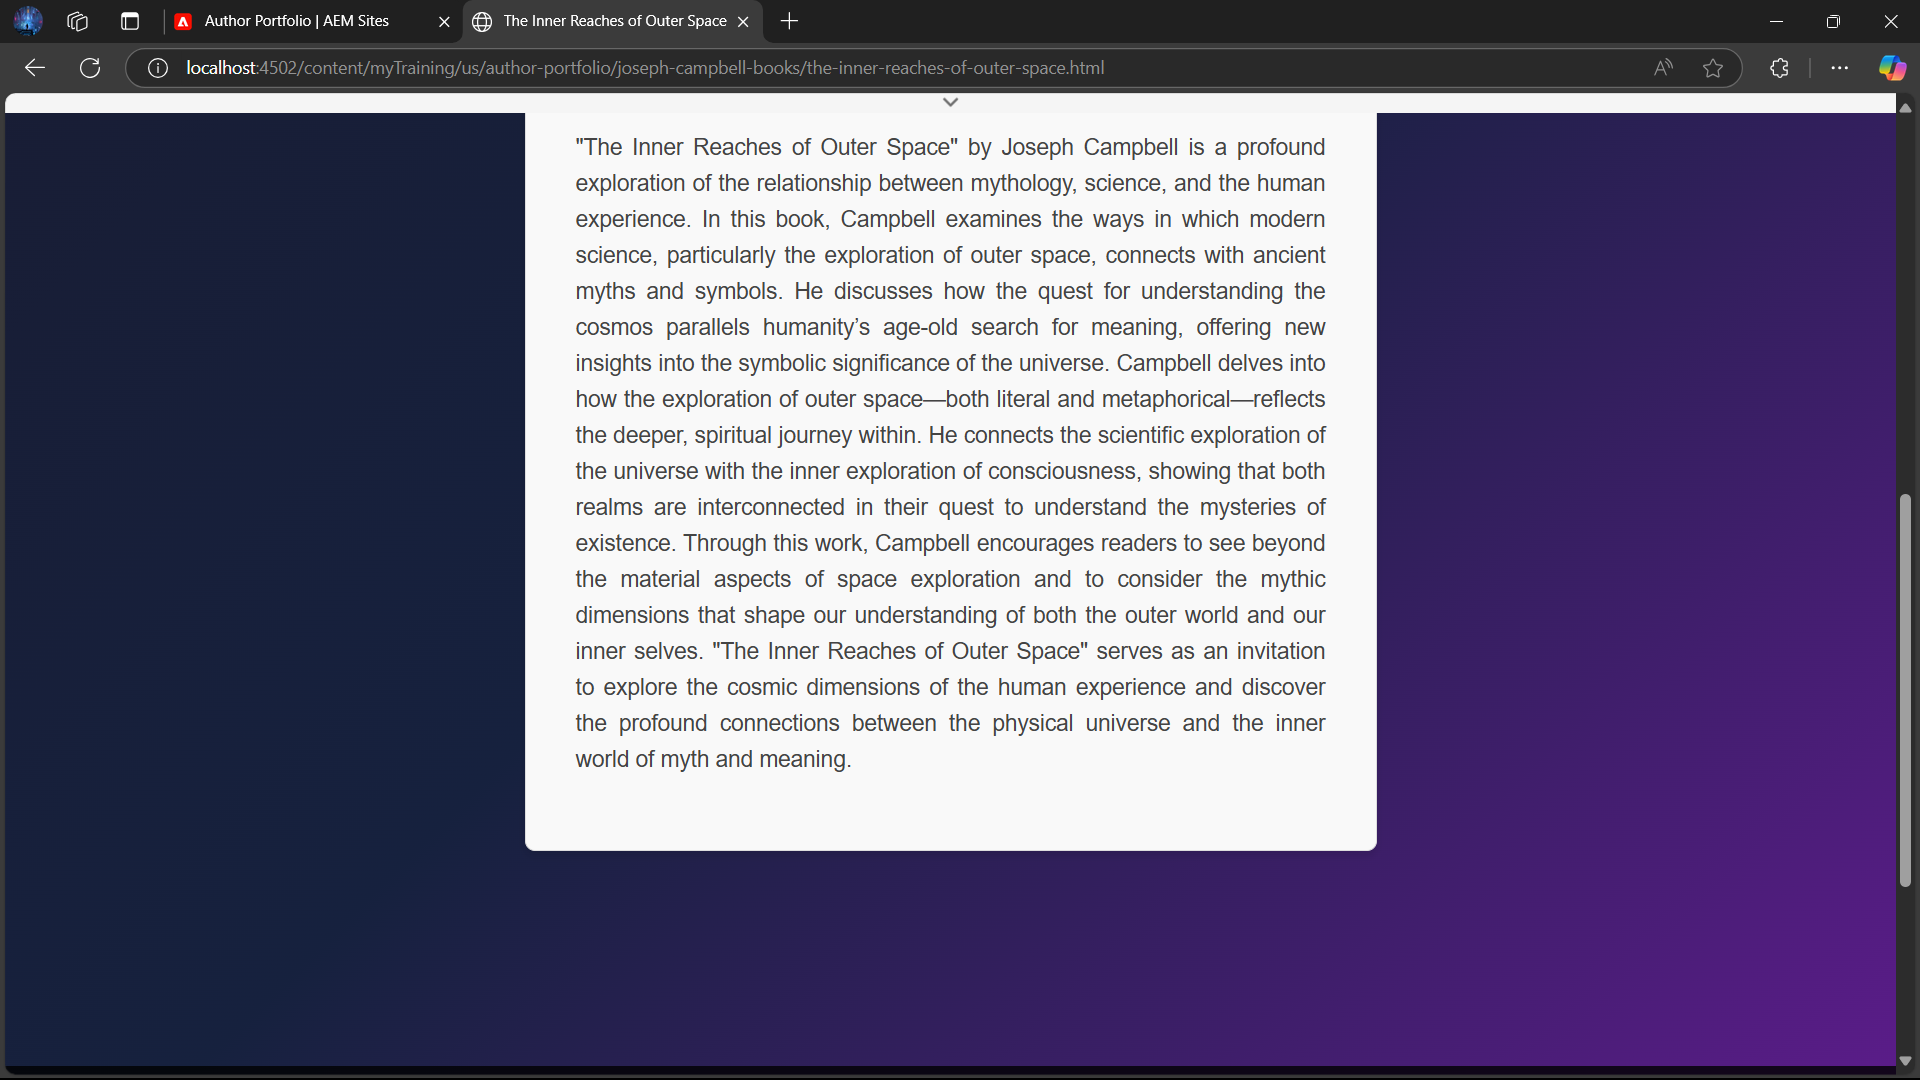 Author Portfolio | AEM Sites
The Inner Reaches of Outer Space
localhost:4502/content/myTraining/us/author-portfolio/joseph-campbell-books/the-inner-reaches-of-outer-space.html
"The Inner Reaches of Outer Space" by Joseph Campbell is a profound
exploration of the relationship between mythology, science, and the human
experience. In this book, Campbell examines the ways in which modern
science, particularly the exploration of outer space, connects with ancient
myths and symbols. He discusses how the quest for understanding the
cosmos parallels humanity’s age-old search for meaning, offering new
insights into the symbolic significance of the universe. Campbell delves into
how the exploration of outer space—both literal and metaphorical—reflects
the deeper, spiritual journey within. He connects the scientific exploration of
the universe with the inner exploration of consciousness, showing that both
realms are interconnected in their quest to understand the mysteries of
existence. Through this work, Campbell encourages readers to see beyond
the material aspects of space exploration and to consider the mythic
dimensions that shape our understanding of both the outer world and our
inner selves. "The Inner Reaches of Outer Space" serves as an invitation
to explore the cosmic dimensions of the human experience and discover
the profound connections between the physical universe and the inner
world of myth and meaning.